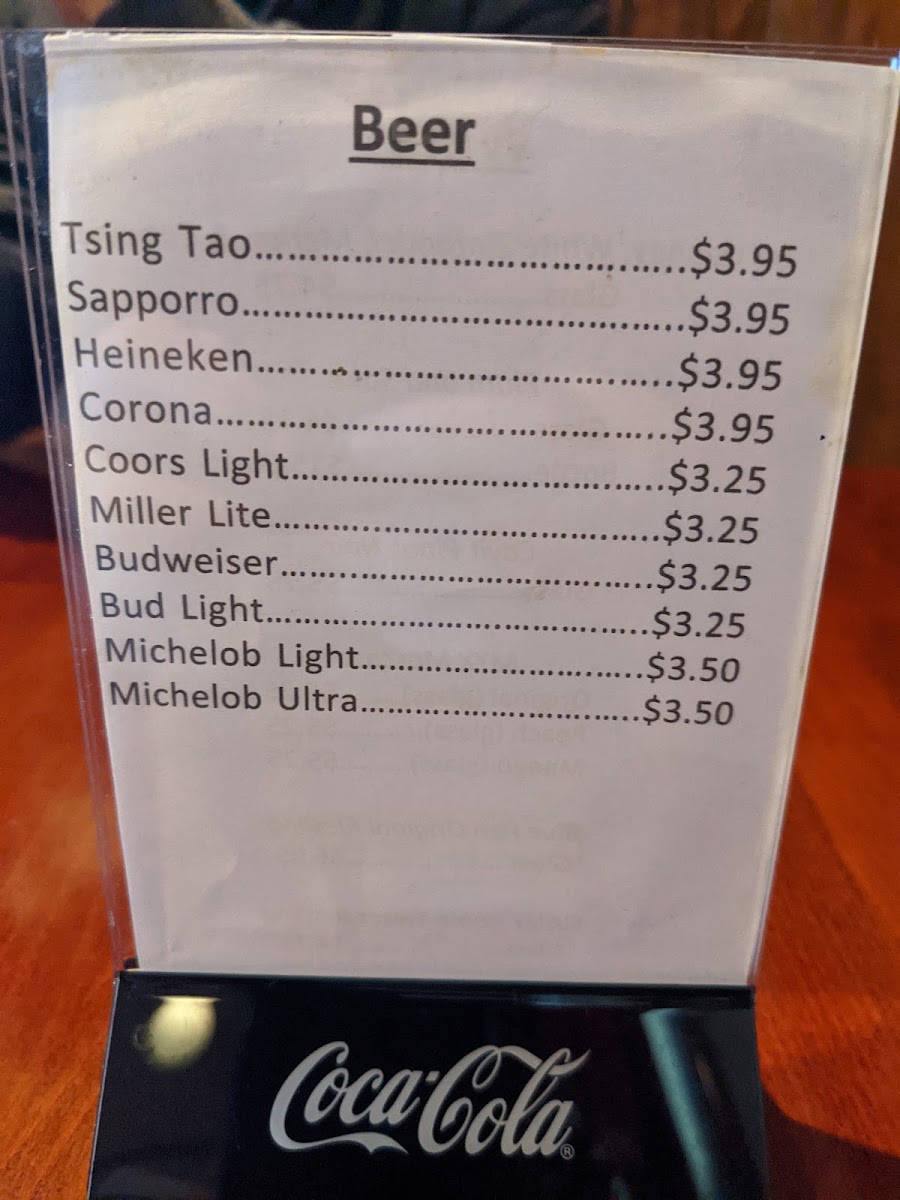 Beer
Tsing Tao..............................................$3.95
Sapporro..............................................$3.95
Heineken.............................................$3.95
Corona................................................$3.95
Coors Light........................................$3.25
Miller Lite.........................................$3.25
Budweiser.........................................$3.25
Bud Light..........................................$3.25
Michelob Light..............................$3.50
Michelob Ultra..............................$3.50
Coca-Cola®